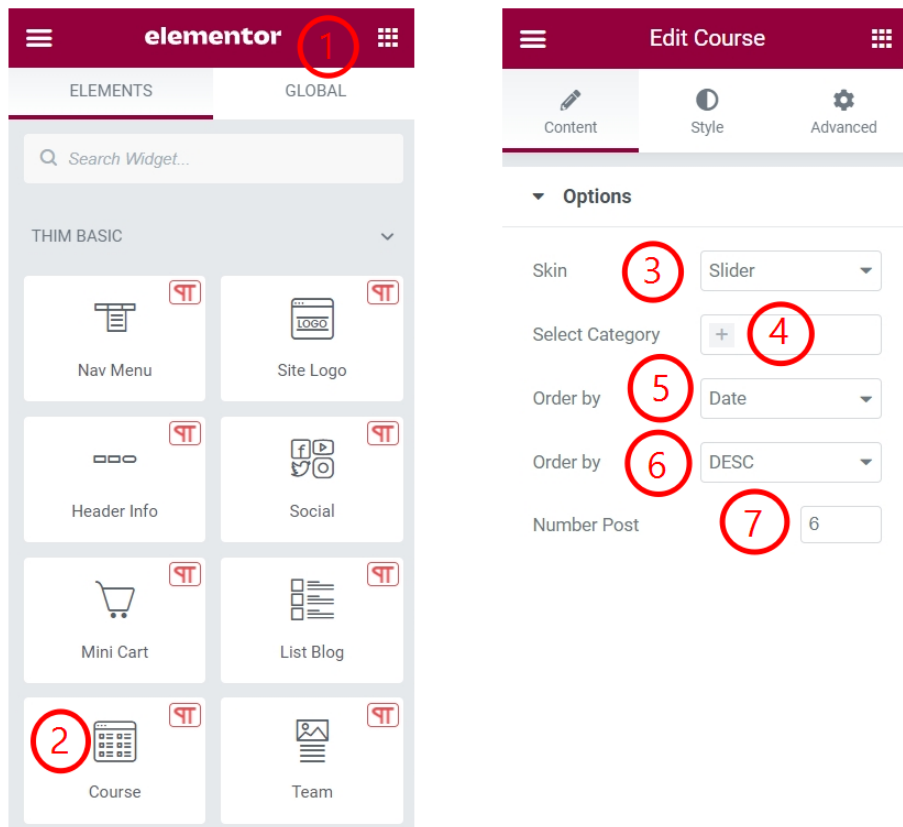 elementor
1
ELEMENTS GLOBAL
Search Widget...
THIM BASIC
Nav Menu
LOGO
Site Logo
Header Info
Social
Mini Cart
List Blog
2
Course
Team
Edit Course
Content Style Advanced
Options
Skin 3 Slider
Select Category + 4
Order by 5 Date
Order by 6 DESC
Number Post 7 6